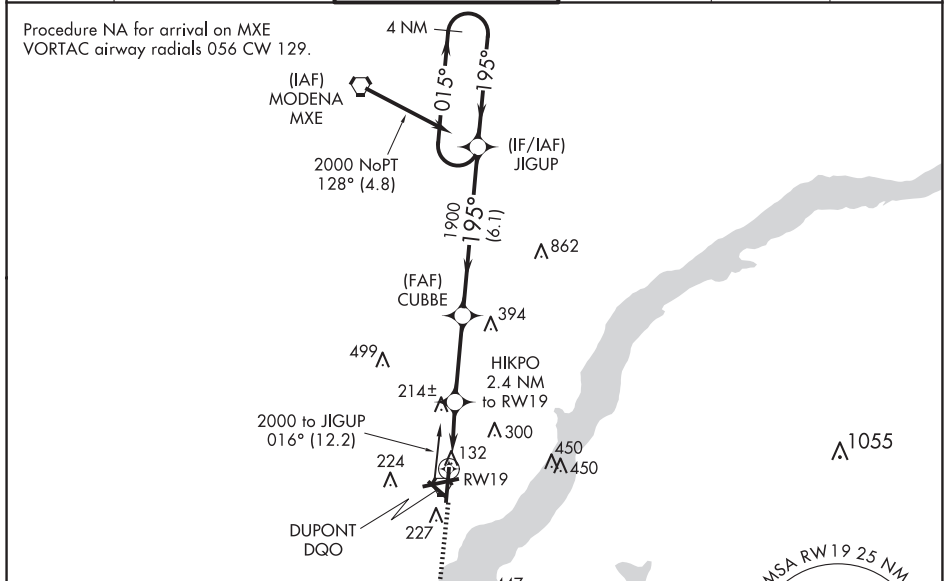 Procedure NA for arrival on MXE
VORTAC airway radials 056 CW 129.
4 NM
015°
195°
(IAF)
MODENA
MXE
(IF/IAF)
JIGUP
2000 NoPT
128° (4.8)
1900
195°
(6.1)
862
(FAF)
CUBBE
394
499
HIKPO
2.4 NM
to RW19
214±
2000 to JIGUP
016° (12.2)
300
132
450
450
1055
224
RW19
227
DUPONT
DQO
MSA RW19 25 NM